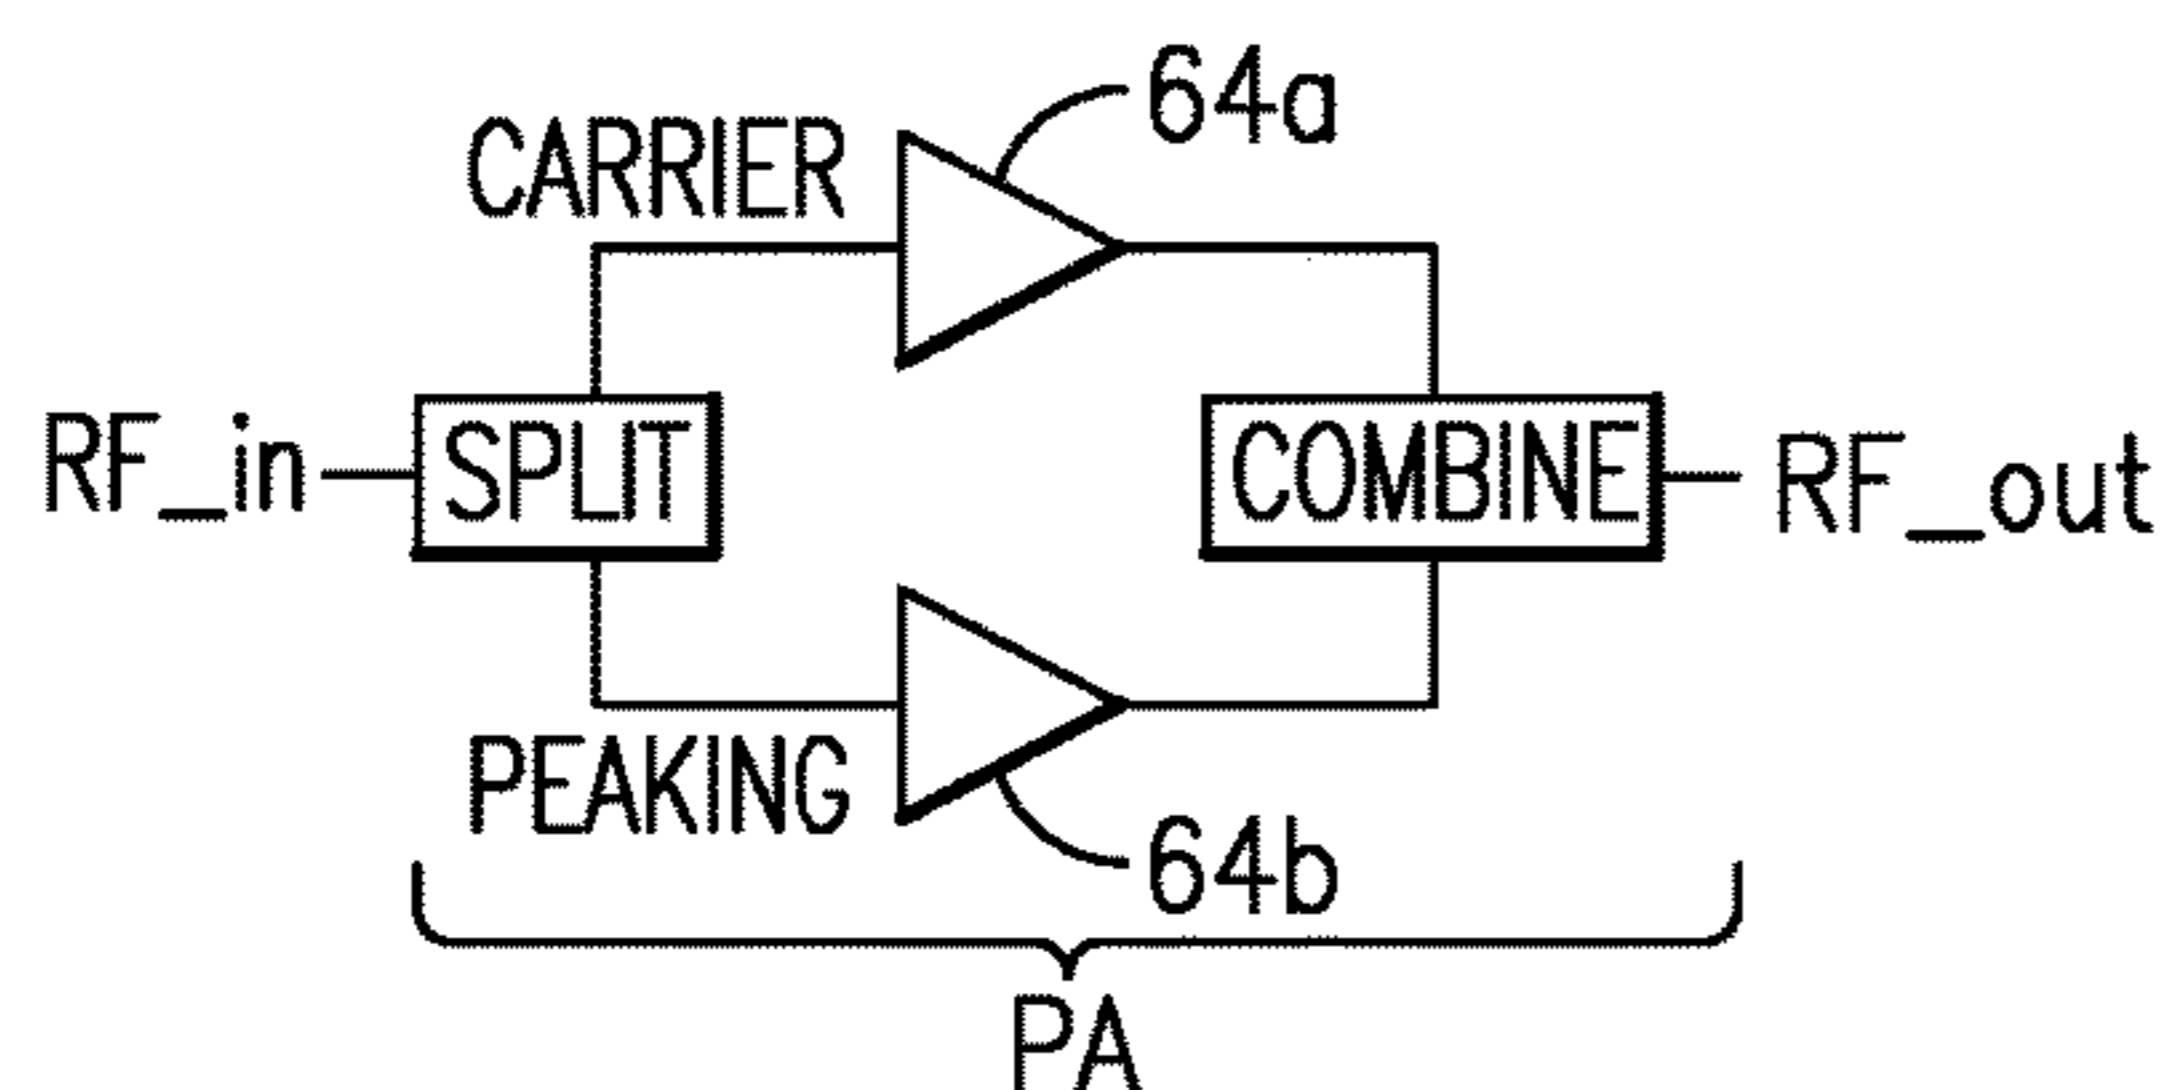 64a
CARRIER
RF_in
SPLIT
COMBINE
RF_out
PEAKING
64b
PA